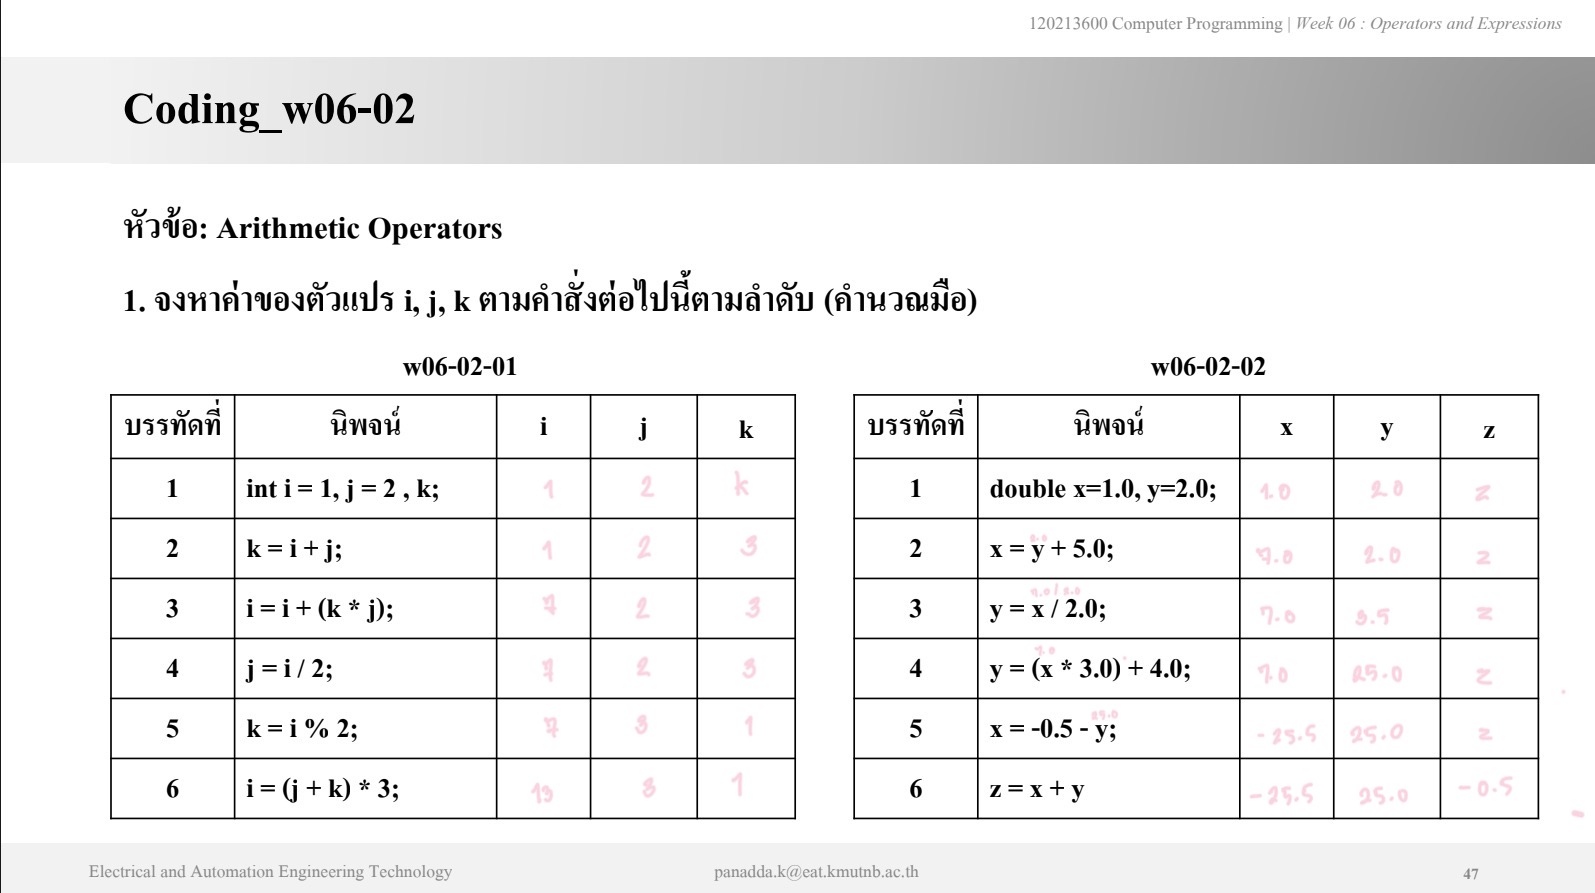 120213600 Computer Programming | Week 06 : Operators and Expressions
Coding_w06-02
หัวข้อ: Arithmetic Operators
1. จงหาค่าของตัวแปร i, j, k ตามคำสั่งต่อไปนี้ตามลำดับ (คำนวณมือ)
w06-02-01
บรรทัดที่ นิพจน์ i j k
1 int i = 1, j = 2 , k; 1 2 k
2 k = i + j; 1 2 3
3 i = i + (k * j); 7 2 3
4 j = i / 2; 7 2 3
5 k = i % 2; 7 3 1
6 i = (j + k) * 3; 3 1
w06-02-02
บรรทัดที่ นิพจน์ x y z
1 double x=1.0, y=2.0; 1.0 2.0 z
2 x = y + 5.0; 7.0 2.0 z
7.0 / 2.0
3 y = x / 2.0; 7.0 3.5 z
7.0
4 y = (x * 3.0) + 4.0; 7.0 25.0 z
25.0
5 x = -0.5 - y; -25.5 25.0 z
6 z = x + y -25.5 25.0 -0.5
Electrical and Automation Engineering Technology
panadda.k@eat.kmutnb.ac.th
47